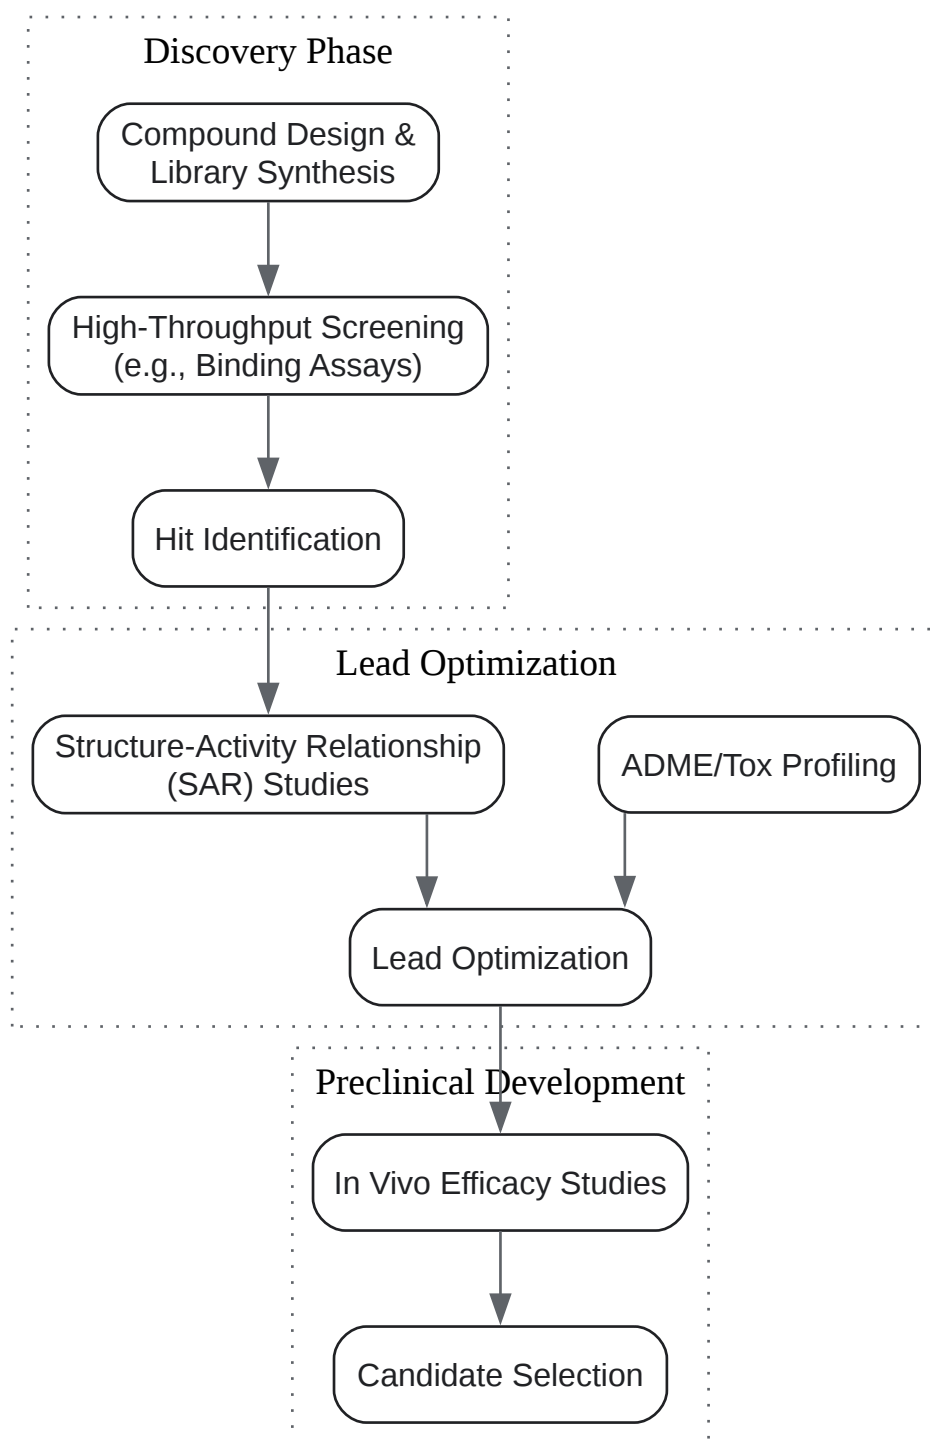 Discovery Phase
Compound Design &
Library Synthesis
High-Throughput Screening
(e.g., Binding Assays)
Hit Identification
Lead Optimization
Structure-Activity Relationship
(SAR) Studies
ADME/Tox Profiling
Lead Optimization
Preclinical Development
In Vivo Efficacy Studies
Candidate Selection